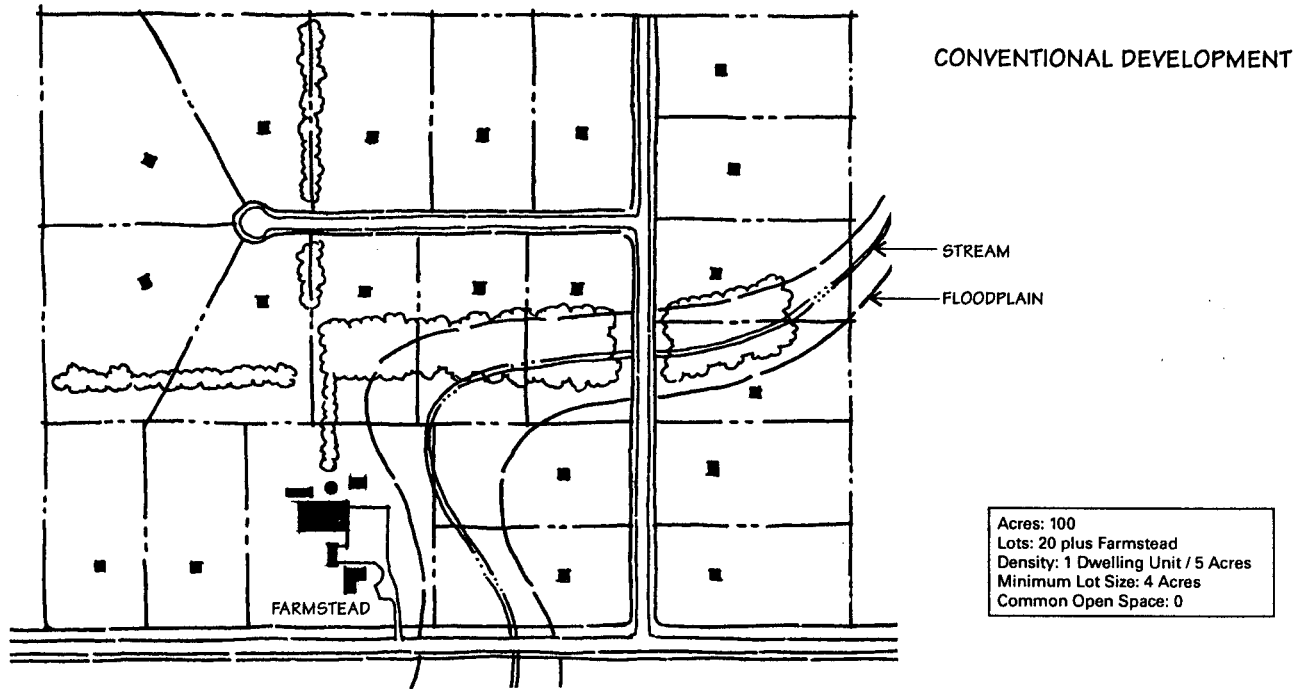 CONVENTIONAL DEVELOPMENT
STREAM
FLOODPLAIN
FARMSTEAD
Acres: 100
Lots: 20 plus Farmstead
Density: 1 Dwelling Unit / 5 Acres
Minimum Lot Size: 4 Acres
Common Open Space: 0